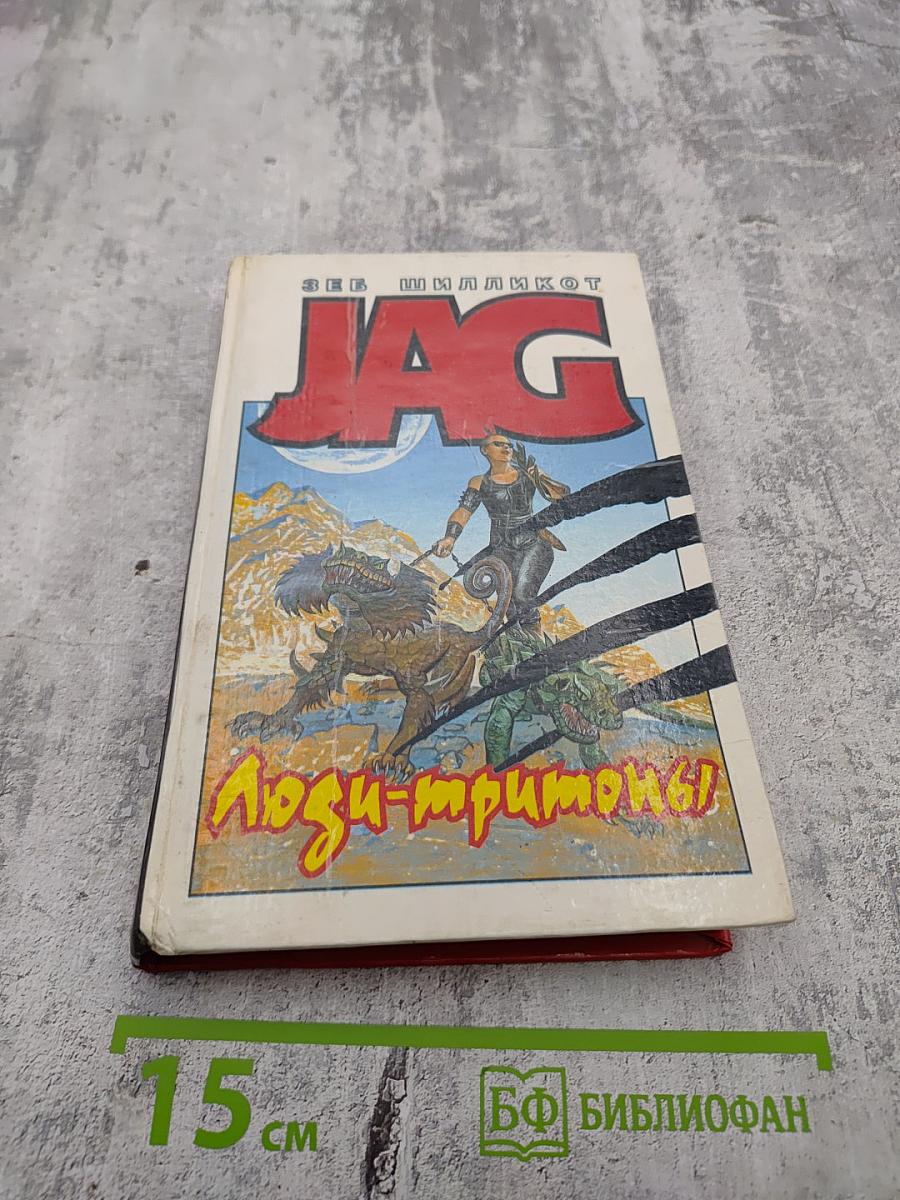 ЗЕБ ШИЛЛИКОТ
JAG
Люди-тритоны
15 см
БФ БИБЛИОФАН